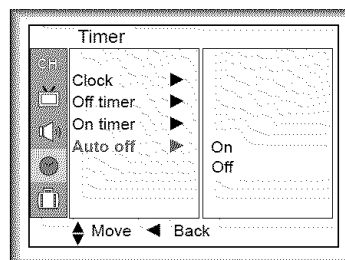 Timer
CH
Clock ▶
Off timer ▶
On timer ▶
Auto off ▶
On
Off
Move ◀ Back